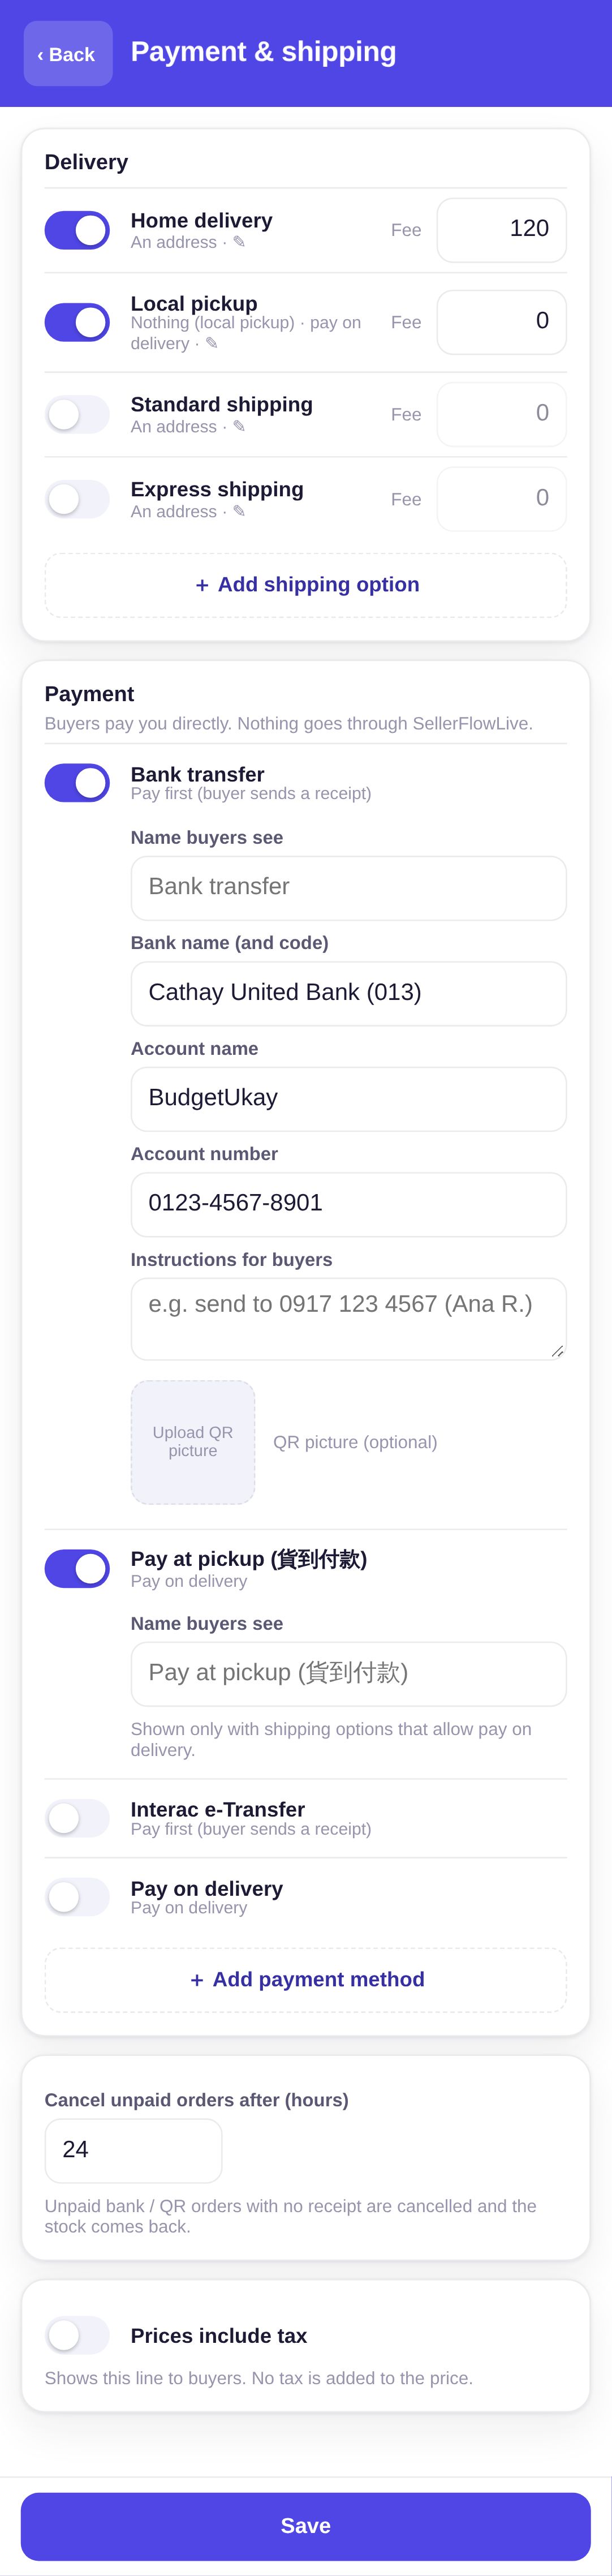 ‹ Back
Payment & shipping
Delivery
Home delivery
An address · ✎
Fee
120
Local pickup
Nothing (local pickup) · pay on
delivery · ✎
Fee
0
Standard shipping
An address · ✎
Fee
0
Express shipping
An address · ✎
Fee
0
+ Add shipping option
Payment
Buyers pay you directly. Nothing goes through SellerFlowLive.
Bank transfer
Pay first (buyer sends a receipt)
Name buyers see
Bank transfer
Bank name (and code)
Cathay United Bank (013)
Account name
BudgetUkay
Account number
0123-4567-8901
Instructions for buyers
e.g. send to 0917 123 4567 (Ana R.)
Upload QR
picture
QR picture (optional)
Pay at pickup (貨到付款)
Pay on delivery
Name buyers see
Pay at pickup (貨到付款)
Shown only with shipping options that allow pay on
delivery.
Interac e-Transfer
Pay first (buyer sends a receipt)
Pay on delivery
Pay on delivery
+ Add payment method
Cancel unpaid orders after (hours)
24
Unpaid bank / QR orders with no receipt are cancelled and the
stock comes back.
Prices include tax
Shows this line to buyers. No tax is added to the price.
Save